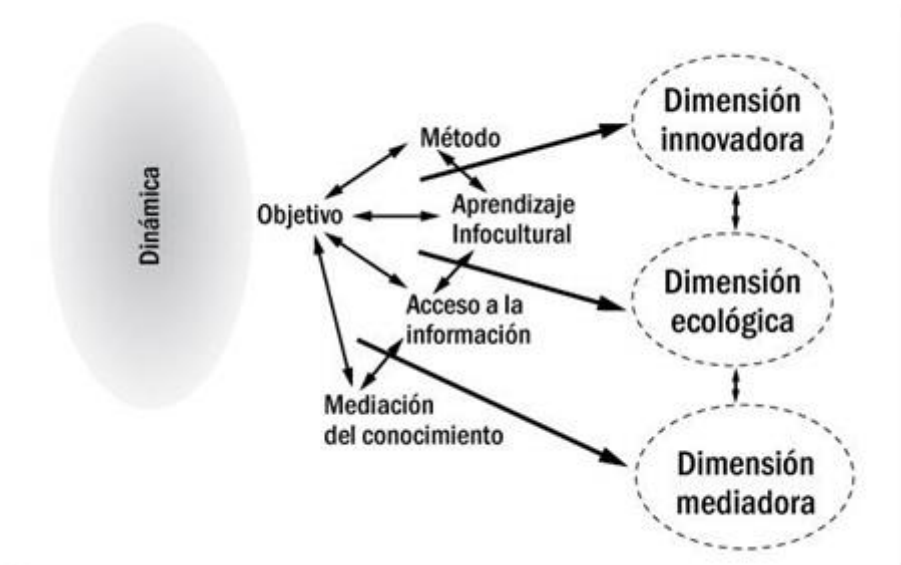 Dinámica
Objetivo
Método
Aprendizaje
Infocultural
Acceso a la
información
Mediación
del conocimiento
Dimensión
innovadora
Dimensión
ecológica
Dimensión
mediadora